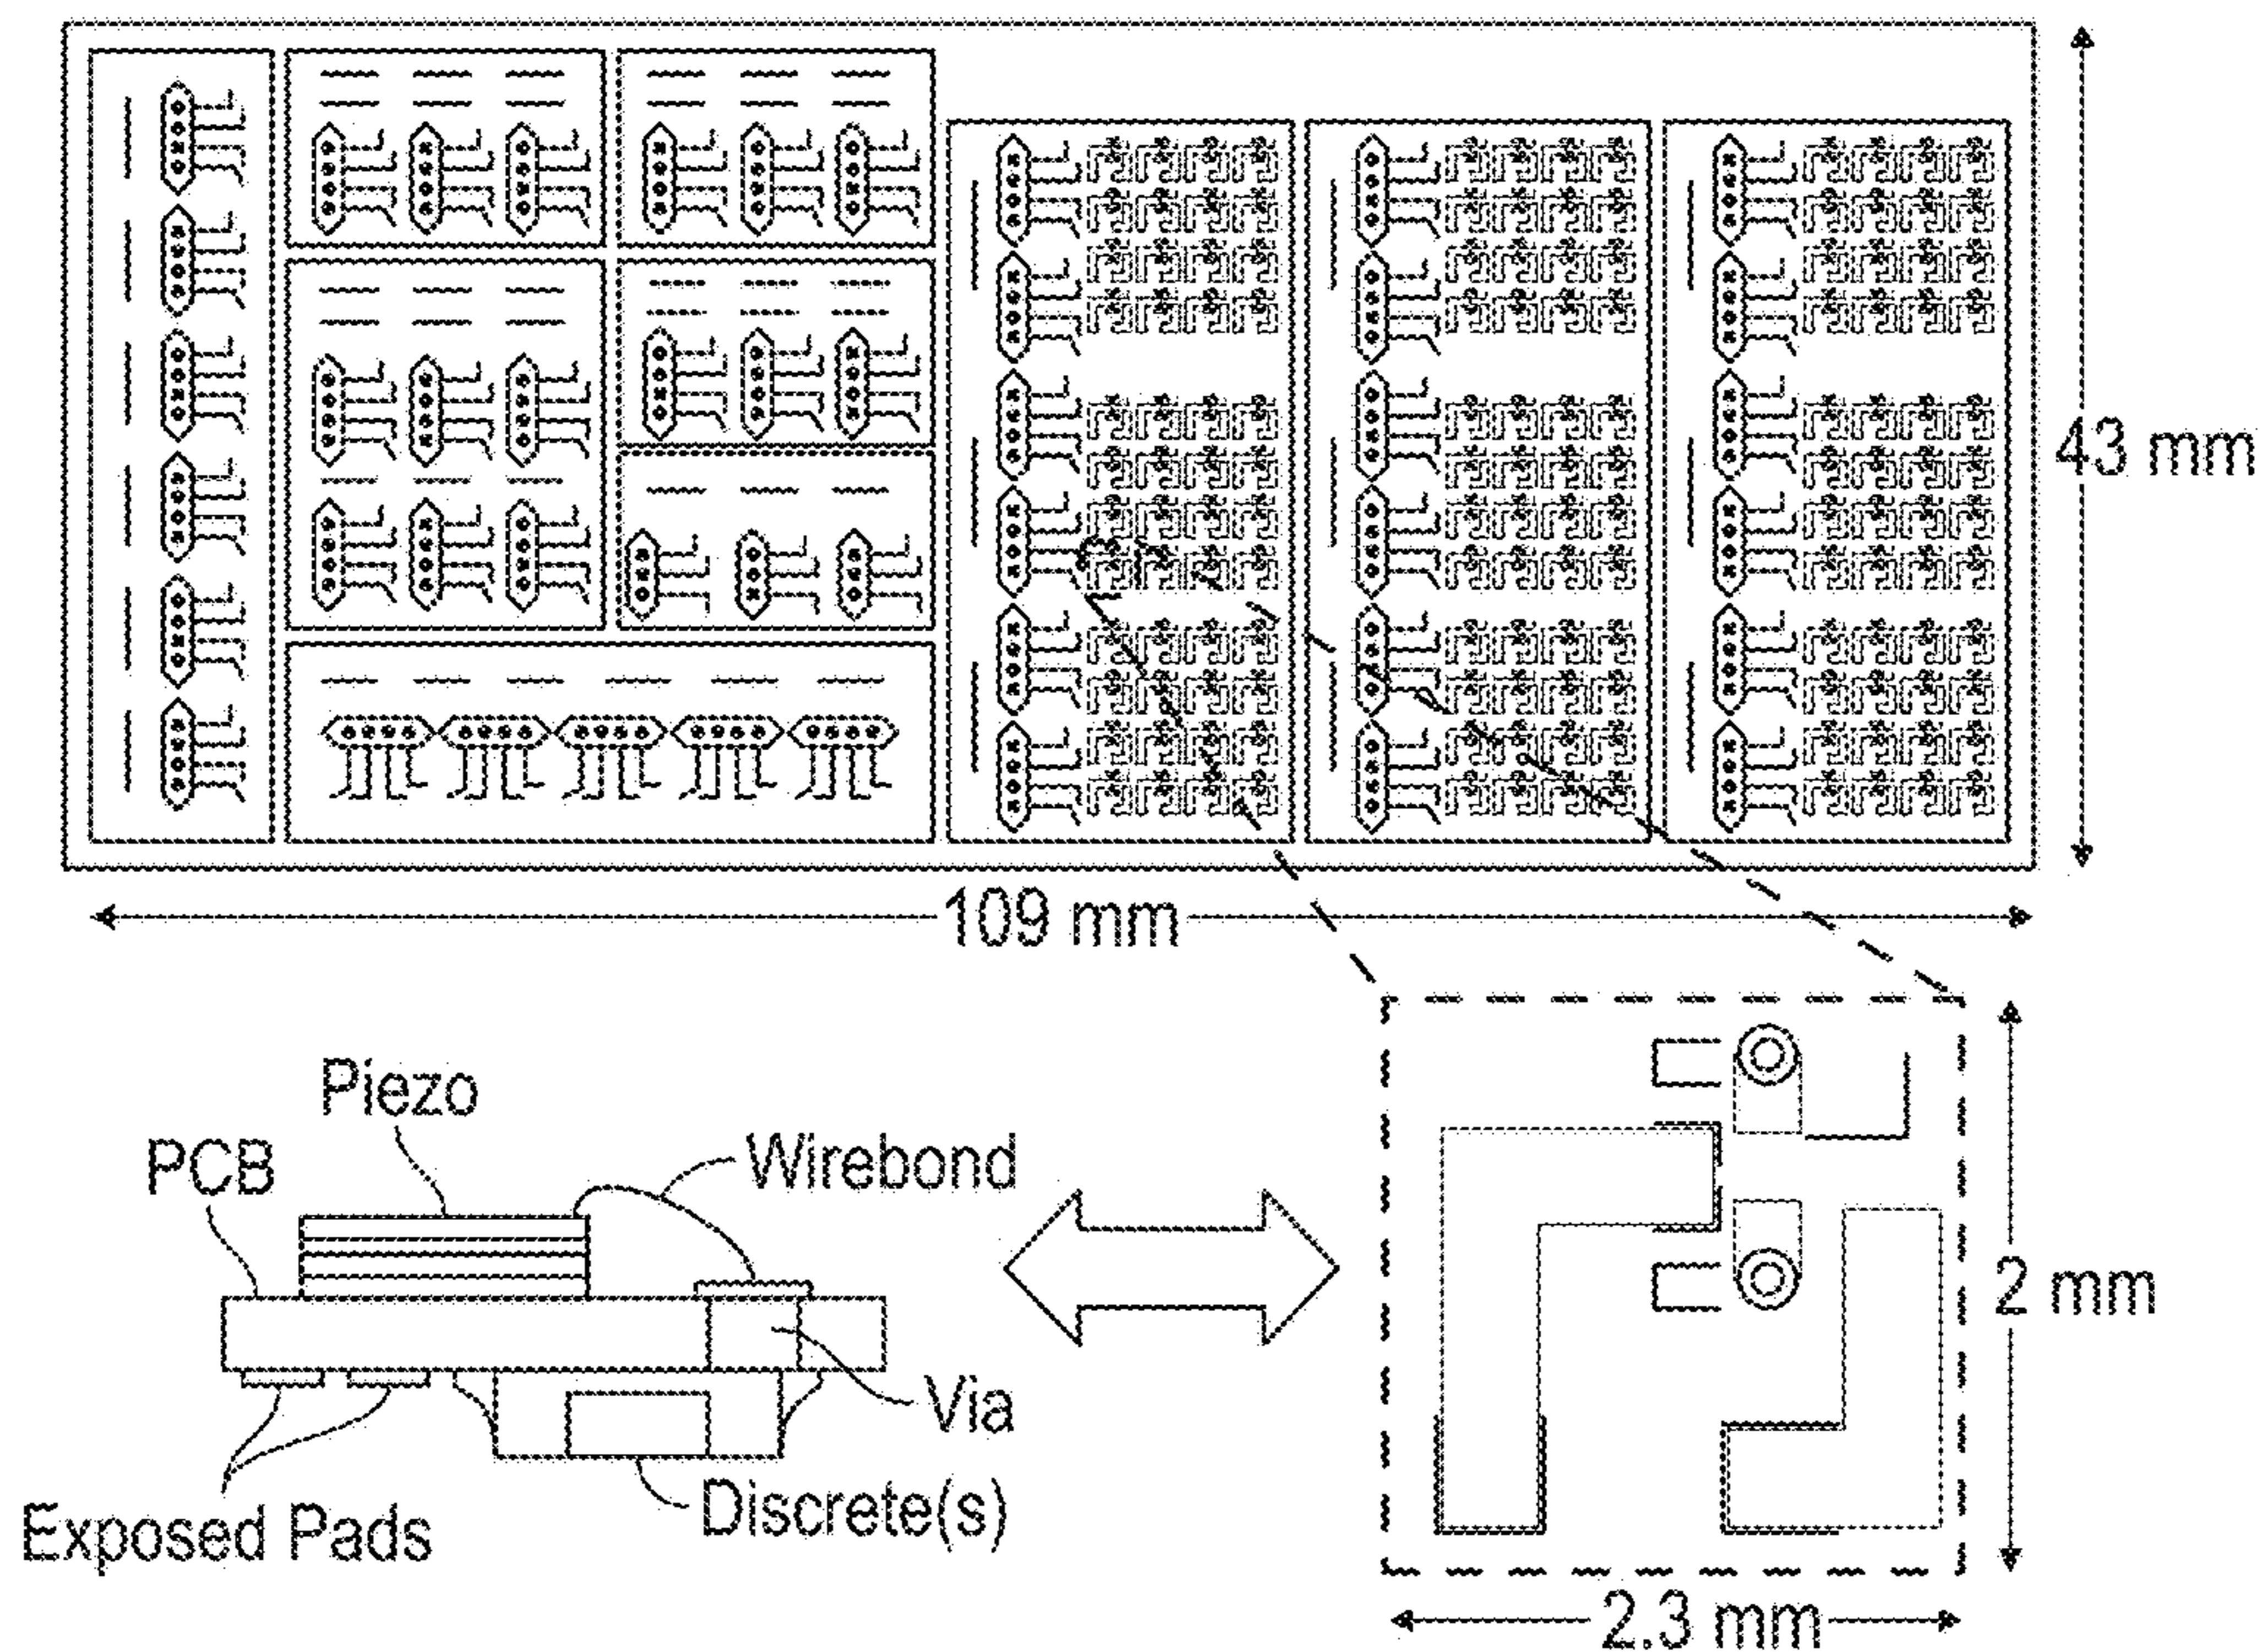 43 mm
109 mm
Piezo
PCB
Wirebond
2 mm
Via
Exposed Pads
Discrete(s)
2.3 mm